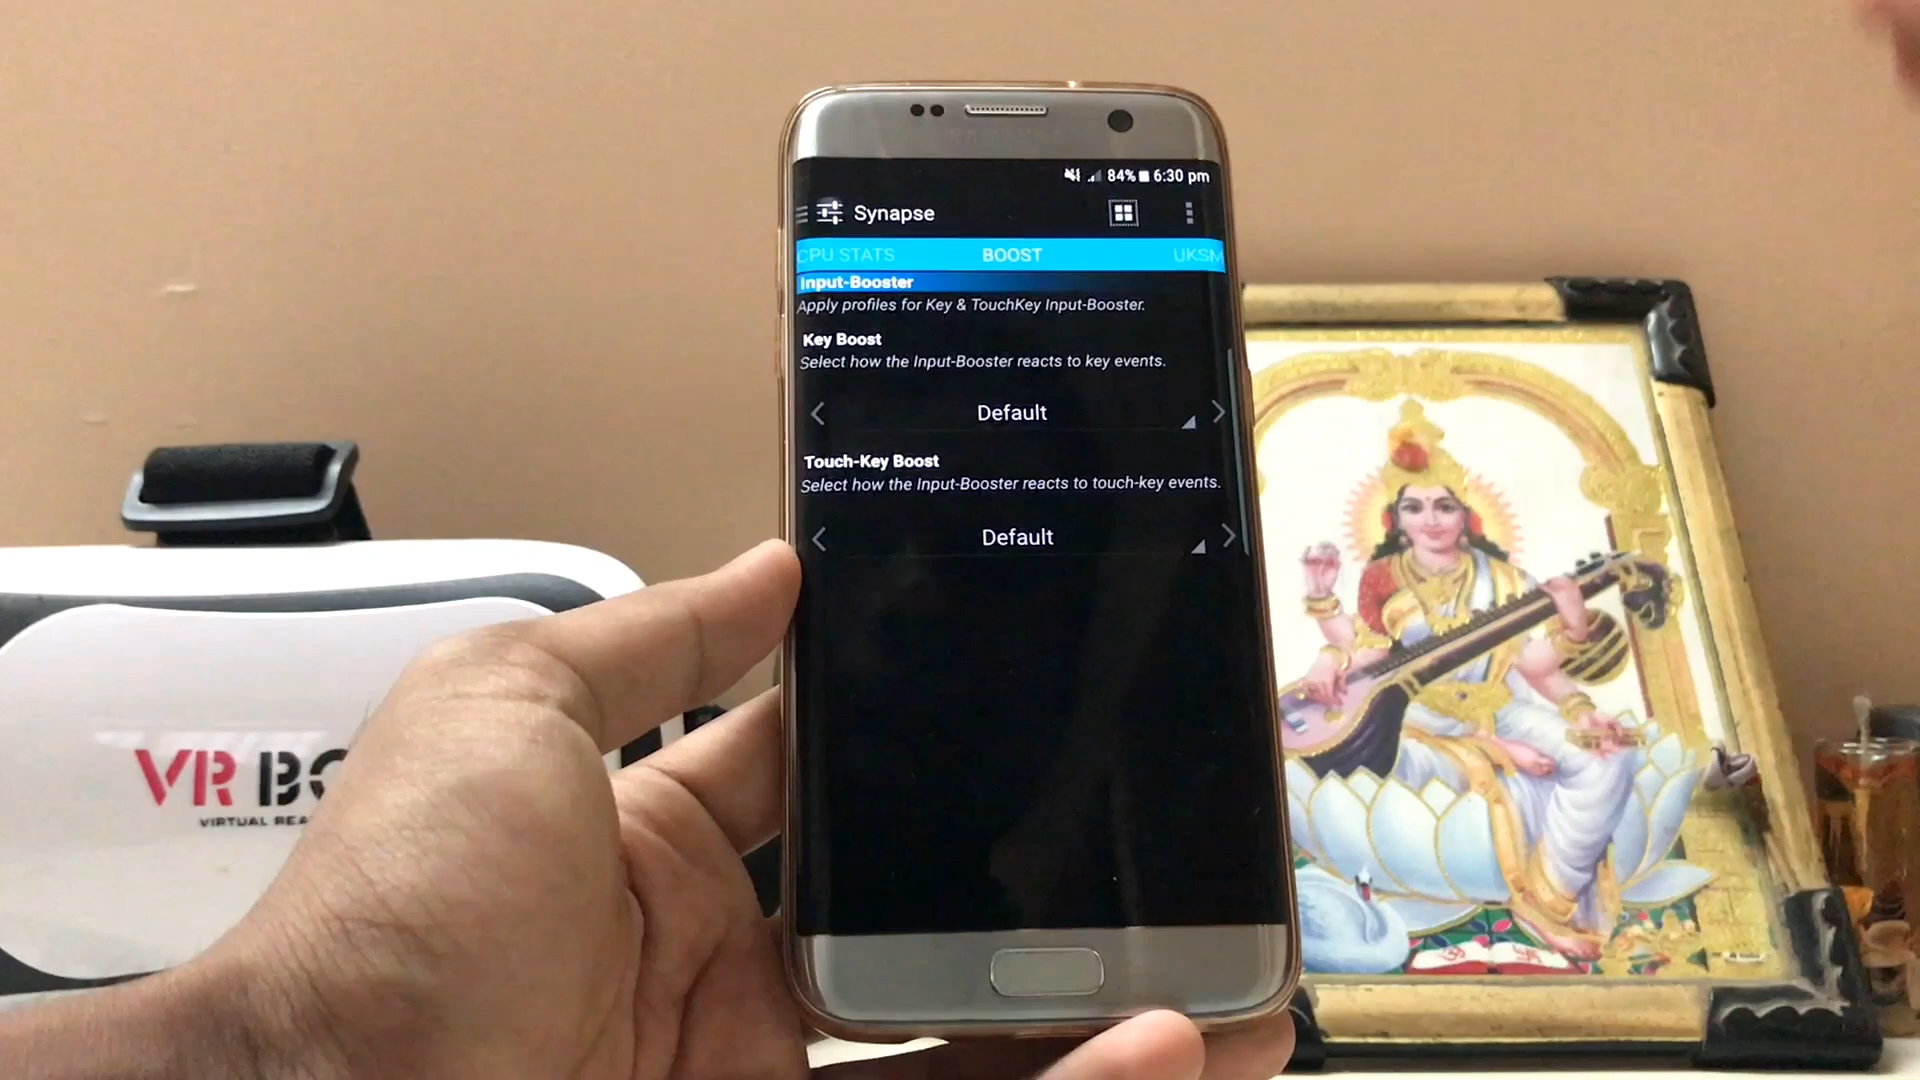 84% 6:30 pm
Synapse
CPU STATS BOOST UKSM
Input-Booster
Apply profiles for Key & TouchKey Input-Booster.
Key Boost
Select how the Input-Booster reacts to key events.
Default
Touch-Key Boost
Select how the Input-Booster reacts to touch-key events.
Default
VR BO
VIRTUAL REA